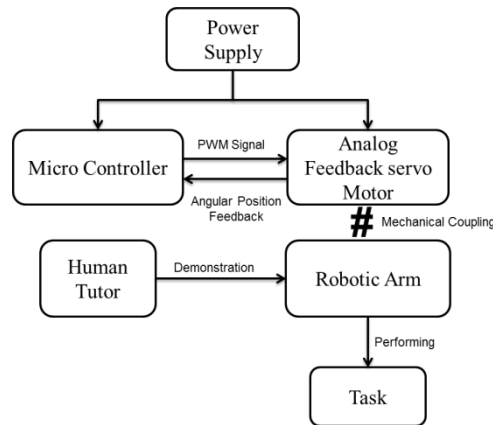 Power
Supply
Micro Controller
PWM Signal
Angular Position
Feedback
Analog
Feedback servo
Motor
# Mechanical Coupling
Human
Tutor
Demonstration
Robotic Arm
Performing
Task